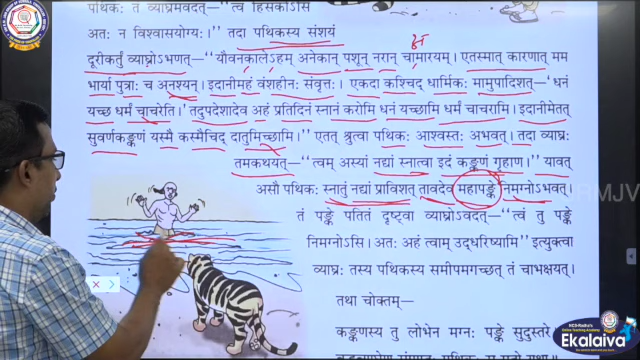 पथिकः तं व्याघ्रमवदत्– “त्वं हिंसकोऽसि
अतः न विश्वासयोग्यः।” तदा पथिकस्य संशयं
दूरीकर्तुं व्याघ्रोऽभणत्– “यौवनकालेऽहम् अनेकान् पशून् नरान् चामारयम्। एतस्मात् कारणात् मम
भार्या पुत्राः च अनश्यन्। इदानीमहं वंशहीनः संवृत्तः। एकदा कश्चिद् धार्मिकः मामुपादिशत्– ‘धनं
यच्छ धर्मं चाचरेति।’ तदुपदेशादेव अहं प्रतिदिनं स्नानं करोमि धनं यच्छामि धर्मं चाचरामि। इदानीमेतत्
सुवर्णकङ्कणं यस्मै कस्मैचिद् दातुमिच्छामि।” एतत् श्रुत्वा पथिकः आश्वस्तः अभवत्। तदा व्याघ्रः
तमकथयत्– “त्वम् अस्यां नद्यां स्नात्वा इदं कङ्कणं गृहाण।” यावत्
असौ पथिकः स्नातुं नद्यां प्राविशत् तावदेव महापङ्के निमग्नोऽभवत्।
तं पङ्के पतितं दृष्ट्वा व्याघ्रोऽवदत्– “त्वं तु पङ्के
निमग्नोऽसि। अतः अहं त्वाम् उद्धरिष्यामि” इत्युक्त्वा
व्याघ्रः तस्य पथिकस्य समीपमगच्छत् तं चाभक्षयत्।
तथा चोक्तम्–
कङ्कणस्य तु लोभेन मग्नः पङ्के सुदुस्तरे।
RMJV
Ekalaiva